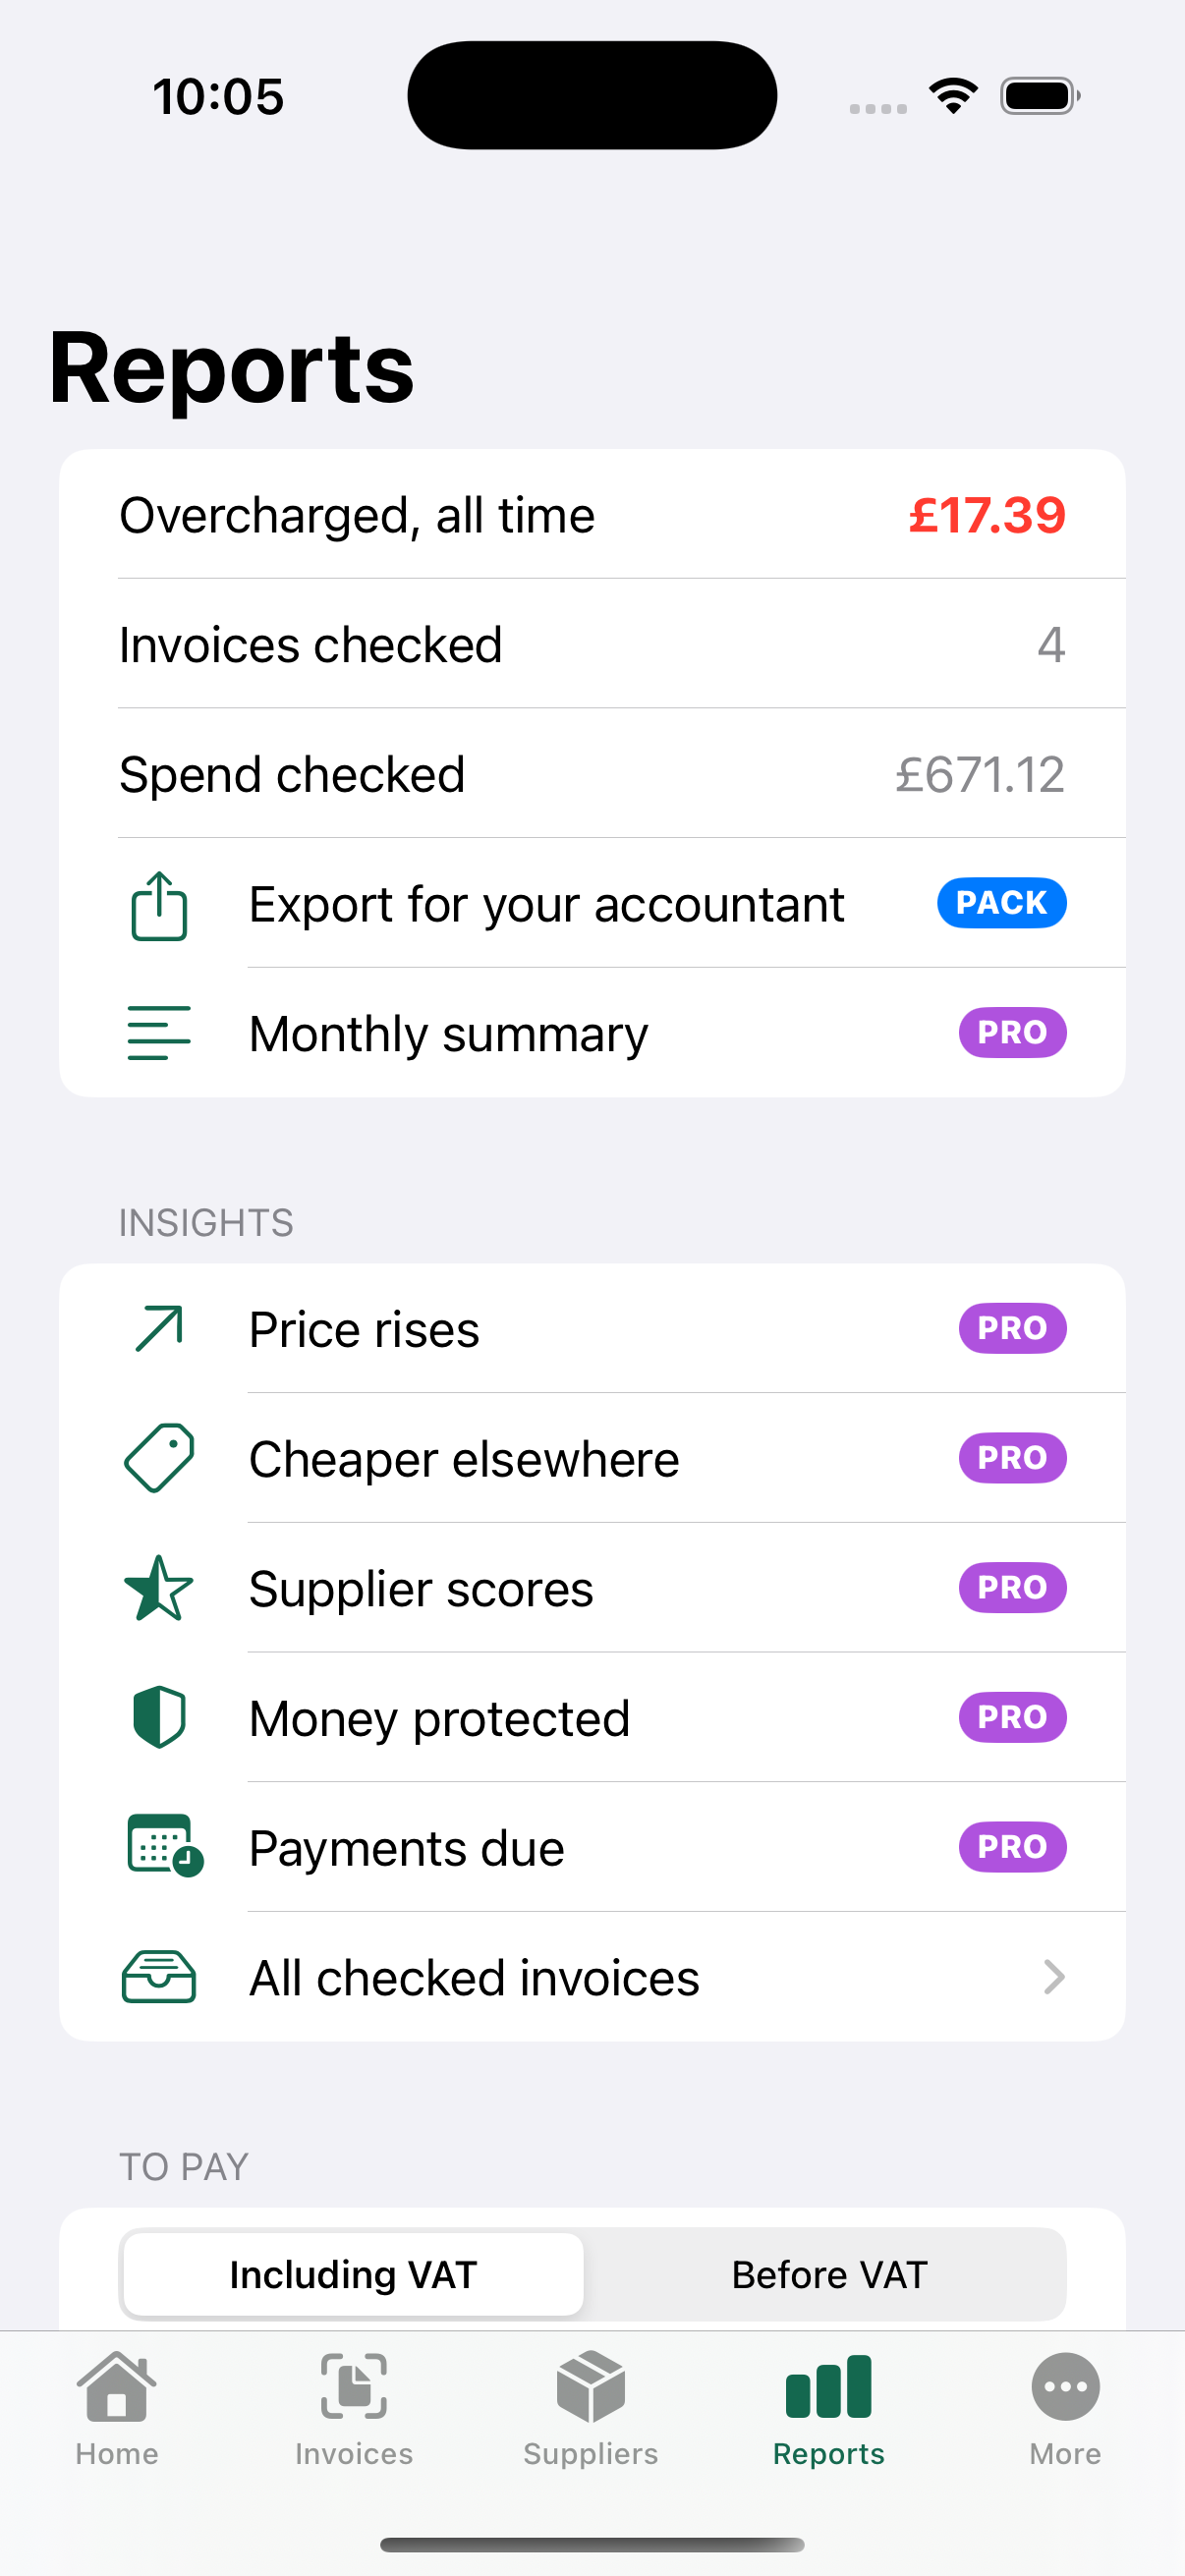 10:05
Reports
Overcharged, all time £17.39
Invoices checked 4
Spend checked £671.12
Export for your accountant PACK
Monthly summary PRO
INSIGHTS
Price rises PRO
Cheaper elsewhere PRO
Supplier scores PRO
Money protected PRO
Payments due PRO
All checked invoices
TO PAY
Including VAT Before VAT
Home Invoices Suppliers Reports More